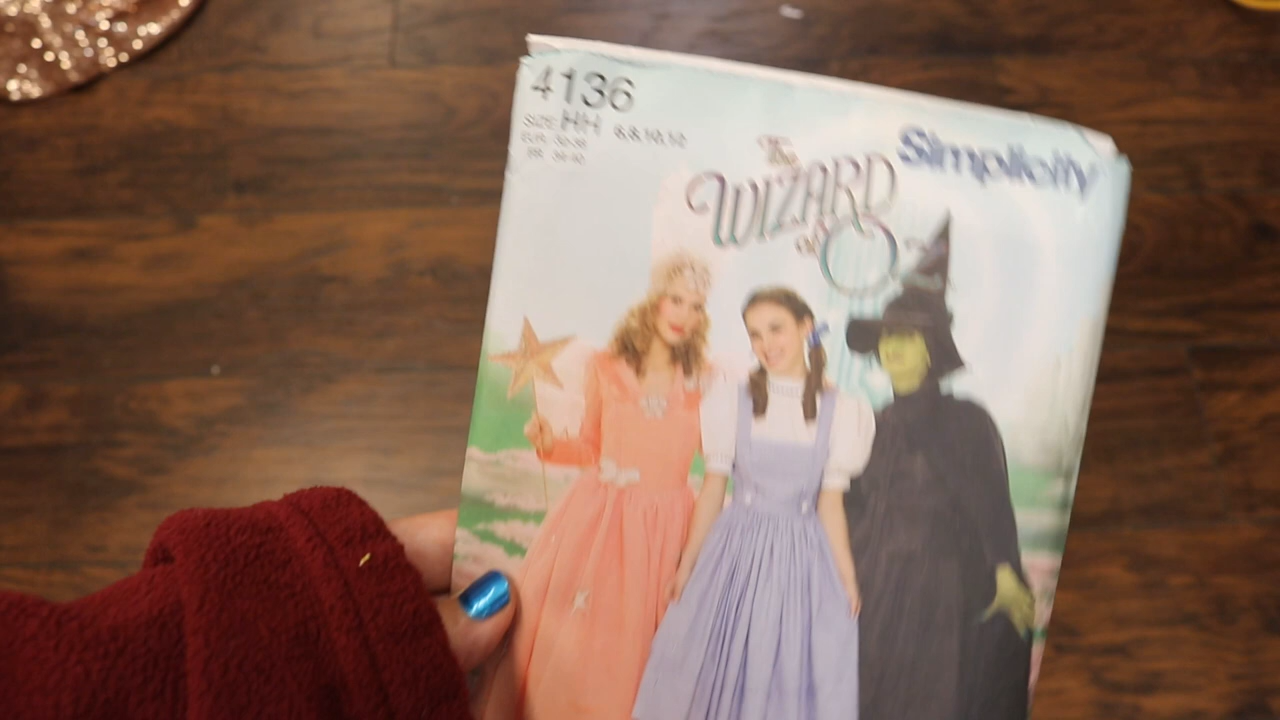 4136
SIZE HH 6,8,10,12
Simplicity
The
WIZARD
of OZ